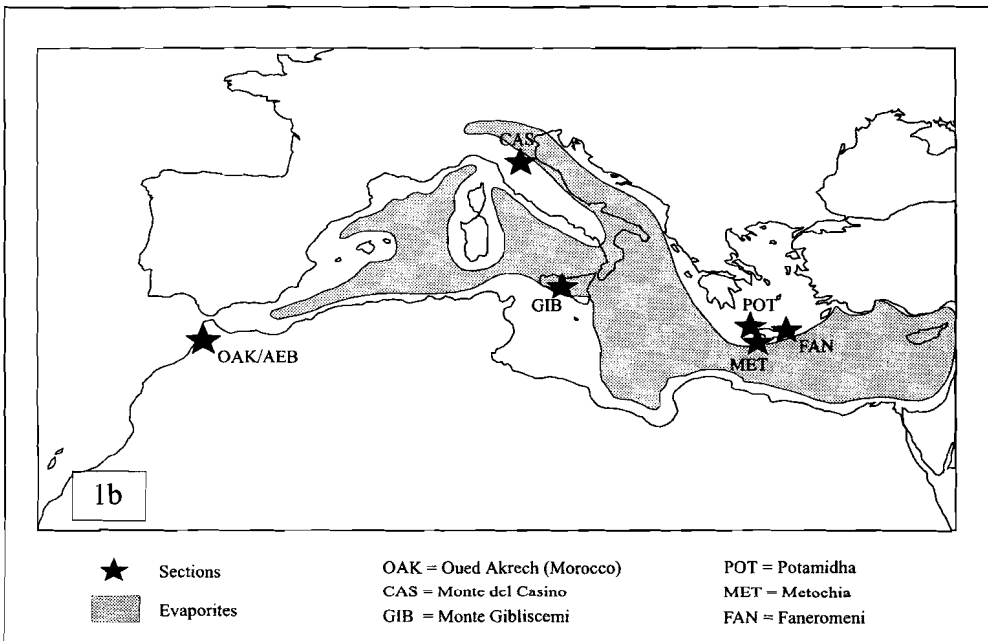 CAS
GIB
POT
FAN
MET
OAK/AEB
1b
Sections
Evaporites
OAK = Oued Akrech (Morocco)
CAS = Monte del Casino
GIB = Monte Gibliscemi
POT = Potamidha
MET = Metochia
FAN = Faneromeni